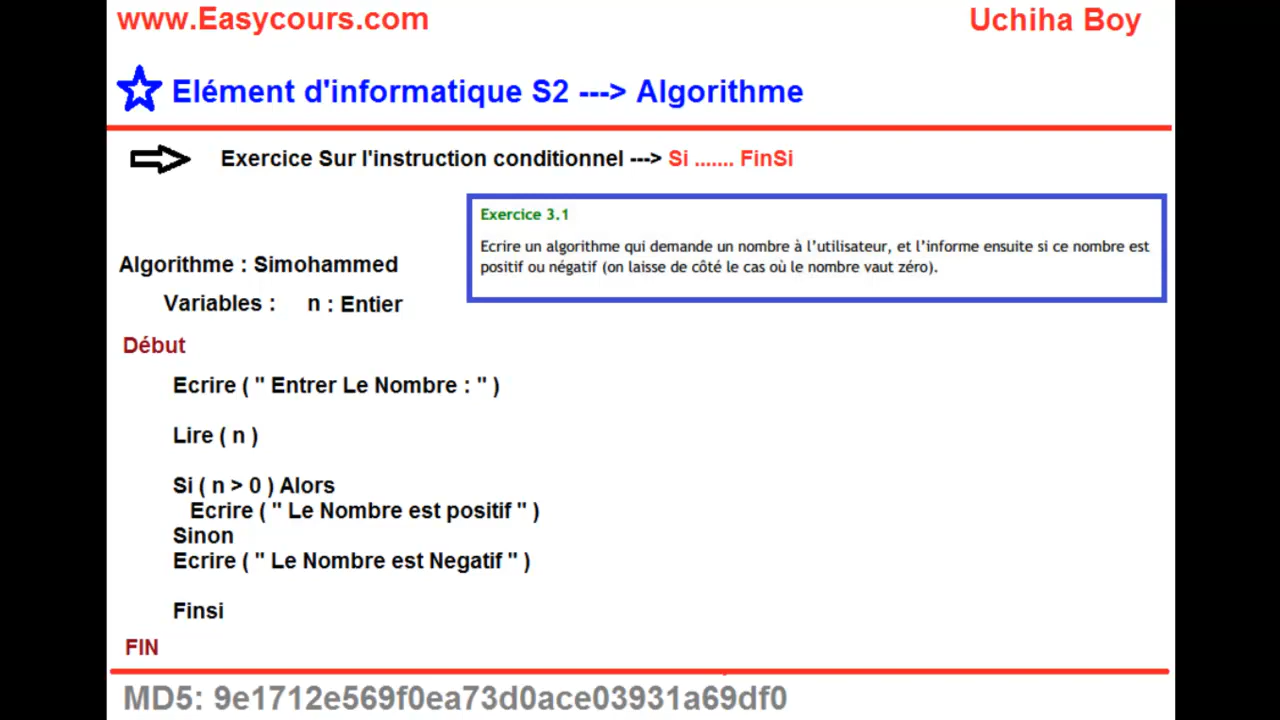 www.Easycours.com
Uchiha Boy
Elément d'informatique S2 ---> Algorithme
Exercice Sur l'instruction conditionnel ---> Si ....... FinSi
Exercice 3.1
Ecrire un algorithme qui demande un nombre à l'utilisateur, et l'informe ensuite si ce nombre est
positif ou négatif (on laisse de côté le cas où le nombre vaut zéro).
Algorithme : Simohammed
Variables : n : Entier
Début
Ecrire ( " Entrer Le Nombre : " )
Lire ( n )
Si ( n > 0 ) Alors
Ecrire ( " Le Nombre est positif " )
Sinon
Ecrire ( " Le Nombre est Negatif " )
Finsi
FIN
MD5: 9e1712e569f0ea73d0ace03931a69df0